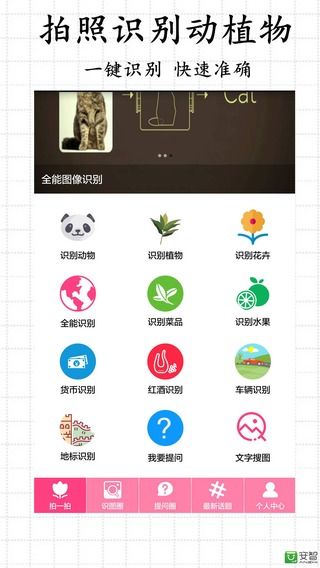 拍照识别动植物
一键识别 快速准确
Cat
全能图像识别
识别动物 识别植物 识别花卉
全能识别 识别菜品 识别水果
货币识别 红酒识别 车辆识别
地标识别 我要提问 文字搜图
拍一拍 识图圈 提问圈 最新话题 个人中心
安智